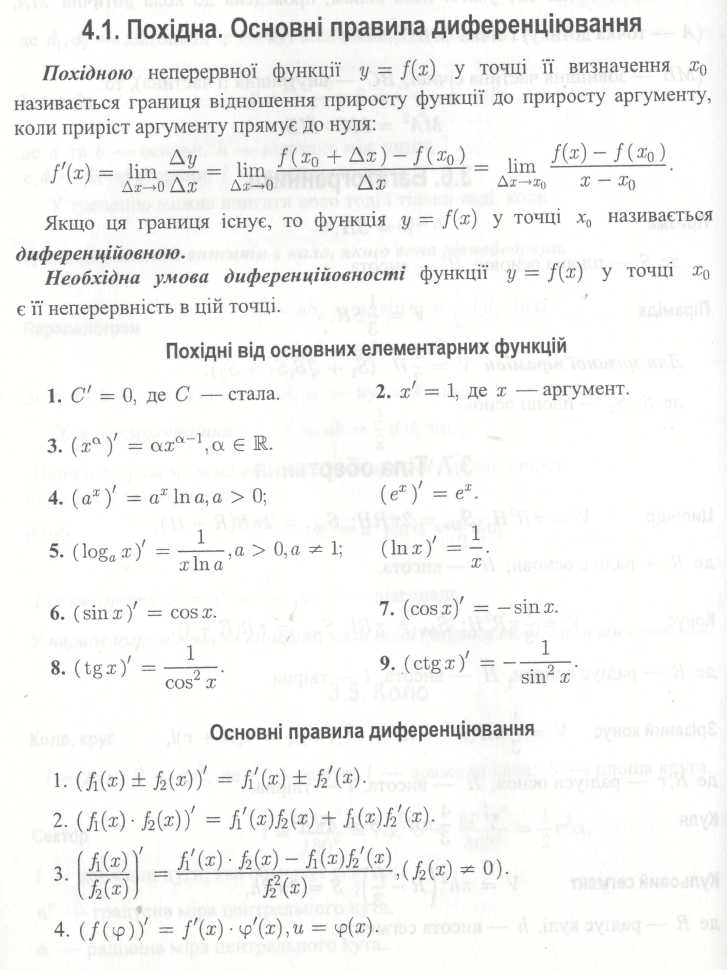 4.1. Похідна. Основні правила диференціювання
Похідною неперервної функції y = f(x) у точці її визначення x₀
називається границя відношення приросту функції до приросту аргументу,
коли приріст аргументу прямує до нуля:
f′(x) = lim_{Δx→0} Δy/Δx = lim_{Δx→0} (f(x₀ + Δx) − f(x₀))/Δx = lim_{Δx→x₀} (f(x) − f(x₀))/(x − x₀).
Якщо ця границя існує, то функція y = f(x) у точці x₀ називається
диференційовною.
Необхідна умова диференційовності функції y = f(x) у точці x₀
є її неперервність в цій точці.
Похідні від основних елементарних функцій
1. C′ = 0, де C — стала. 2. x′ = 1, де x — аргумент.
3. (x^α)′ = αx^{α−1}, α ∈ ℝ.
4. (a^x)′ = a^x ln a, a > 0; (e^x)′ = e^x.
5. (log_a x)′ = 1/(x ln a), a > 0, a ≠ 1; (ln x)′ = 1/x.
6. (sin x)′ = cos x. 7. (cos x)′ = −sin x.
8. (tg x)′ = 1/cos² x. 9. (ctg x)′ = −1/sin² x.
Основні правила диференціювання
1. (f₁(x) ± f₂(x))′ = f₁′(x) ± f₂′(x).
2. (f₁(x) · f₂(x))′ = f₁′(x)f₂(x) + f₁(x)f₂′(x).
3. (f₁(x)/f₂(x))′ = (f₁′(x) · f₂(x) − f₁(x)f₂′(x))/f₂²(x), (f₂(x) ≠ 0).
4. (f(φ))′ = f′(x) · φ′(x), u = φ(x).